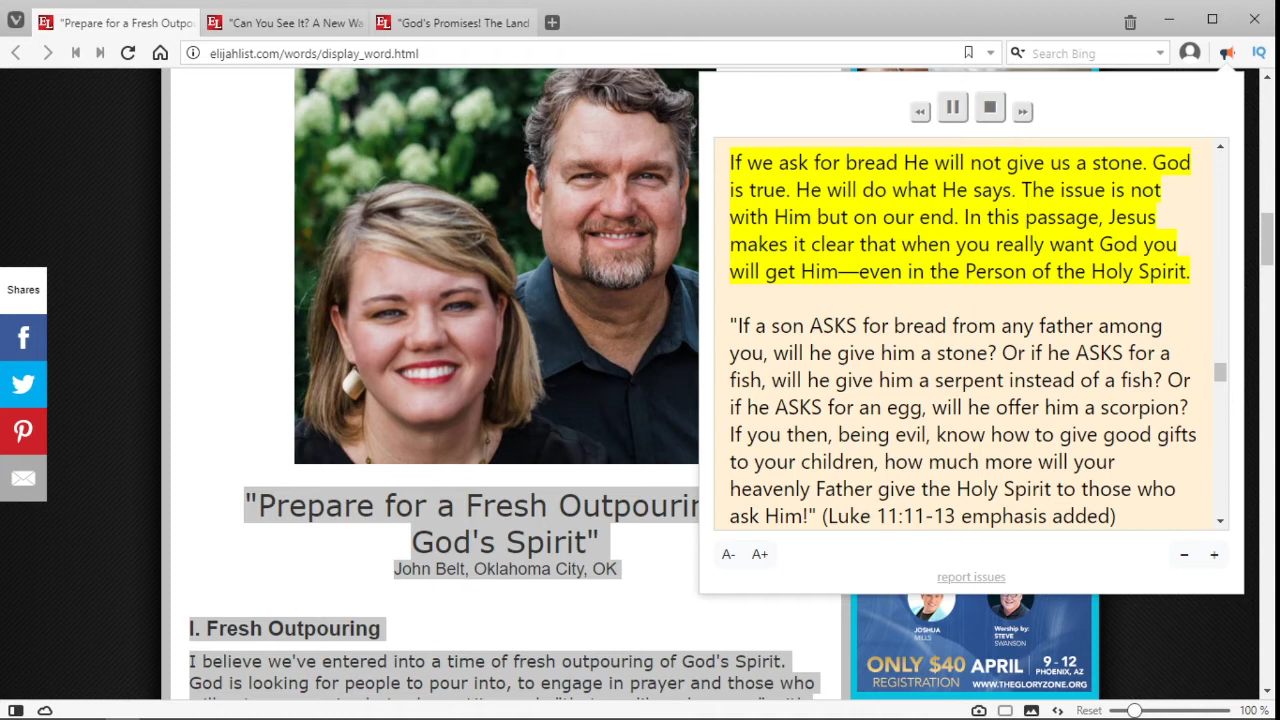 EL "Prepare for a Fresh Outpou
EL "Can You See It? A New Wa
EL "God's Promises! The Land
elijahlist.com/words/display_word.html
Search Bing
IQ
If we ask for bread He will not give us a stone. God
is true. He will do what He says. The issue is not
with Him but on our end. In this passage, Jesus
makes it clear that when you really want God you
will get Him—even in the Person of the Holy Spirit.
"If a son ASKS for bread from any father among
you, will he give him a stone? Or if he ASKS for a
fish, will he give him a serpent instead of a fish? Or
if he ASKS for an egg, will he offer him a scorpion?
If you then, being evil, know how to give good gifts
to your children, how much more will your
heavenly Father give the Holy Spirit to those who
ask Him!" (Luke 11:11-13 emphasis added)
A- A+ - +
report issues
Shares
"Prepare for a Fresh Outpourin
God's Spirit"
John Belt, Oklahoma City, OK
I. Fresh Outpouring
I believe we've entered into a time of fresh outpouring of God's Spirit.
God is looking for people to pour into, to engage in prayer and those who
JOSHUA
MILLS
Worship by:
STEVE
SWANSON
ONLY $40
REGISTRATION
APRIL 9-12
PHOENIX, AZ
WWW.THEGLORYZONE.ORG
Reset 100 %